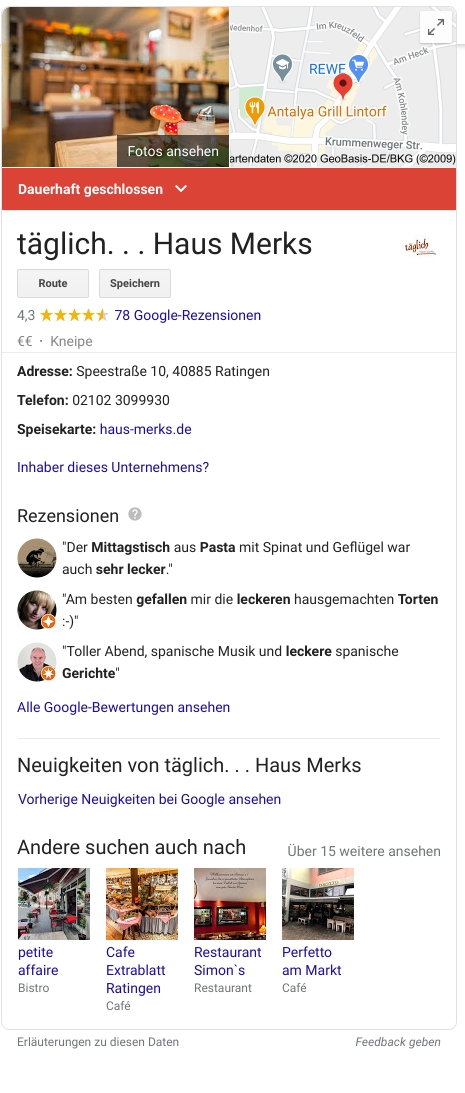 Wedenhof
Im Kreuzfeld
Am Heck
REWE
Am Kohlendey
Antalya Grill Lintorf
Krummenweger Str.
Fotos ansehen
artendaten ©2020 GeoBasis-DE/BKG (©2009)
Dauerhaft geschlossen
täglich. . . Haus Merks
täglich
Route
Speichern
4,3 78 Google-Rezensionen
€€ · Kneipe
Adresse: Speestraße 10, 40885 Ratingen
Telefon: 02102 3099930
Speisekarte: haus-merks.de
Inhaber dieses Unternehmens?
Rezensionen ?
"Der Mittagstisch aus Pasta mit Spinat und Geflügel war
auch sehr lecker."
"Am besten gefallen mir die leckeren hausgemachten Torten
:-)"
"Toller Abend, spanische Musik und leckere spanische
Gerichte"
Alle Google-Bewertungen ansehen
Neuigkeiten von täglich. . . Haus Merks
Vorherige Neuigkeiten bei Google ansehen
Andere suchen auch nach
Über 15 weitere ansehen
petite
affaire
Bistro
Cafe
Extrablatt
Ratingen
Café
Restaurant
Simon`s
Restaurant
Perfetto
am Markt
Café
Erläuterungen zu diesen Daten
Feedback geben